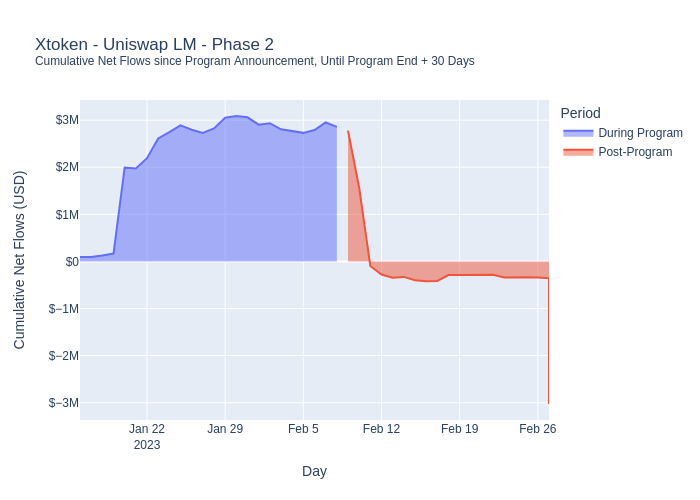 Xtoken - Uniswap LM - Phase 2
Cumulative Net Flows since Program Announcement, Until Program End + 30 Days
Period
During Program
Post-Program
Cumulative Net Flows (USD)
$3M
$2M
$1M
$0
$−1M
$−2M
$−3M
Jan 22
2023
Jan 29
Feb 5
Feb 12
Feb 19
Feb 26
Day